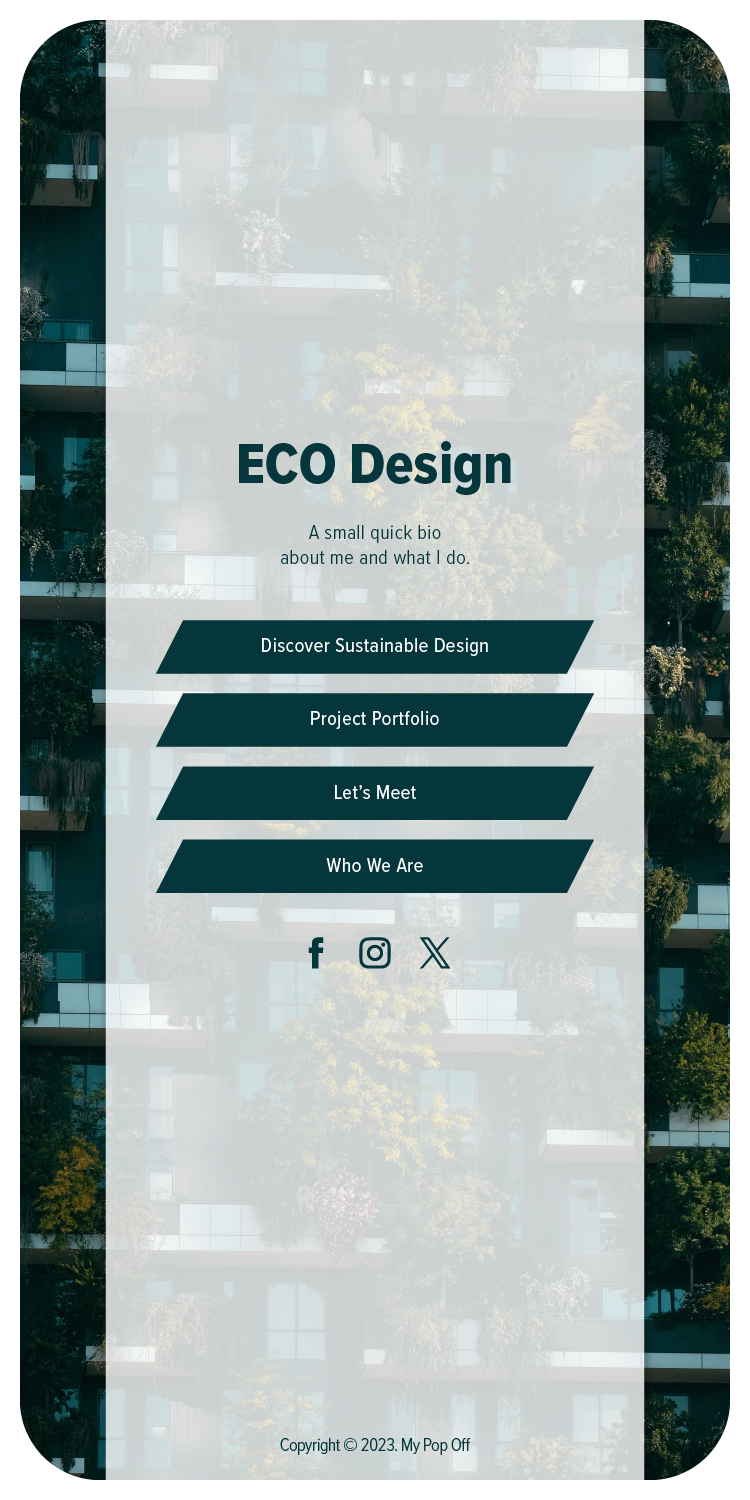 ECO Design
A small quick bio
about me and what I do.
Discover Sustainable Design
Project Portfolio
Let’s Meet
Who We Are
Copyright © 2023. My Pop Off